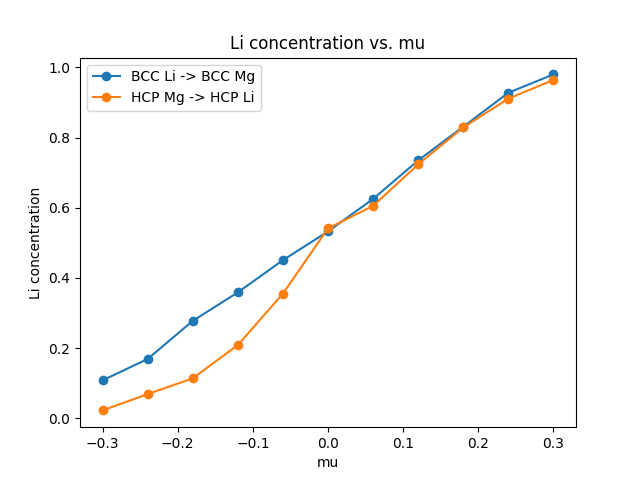 Li concentration vs. mu
BCC Li -> BCC Mg
HCP Mg -> HCP Li
Li concentration
1.0
0.8
0.6
0.4
0.2
0.0
−0.3
−0.2
−0.1
0.0
0.1
0.2
0.3
mu